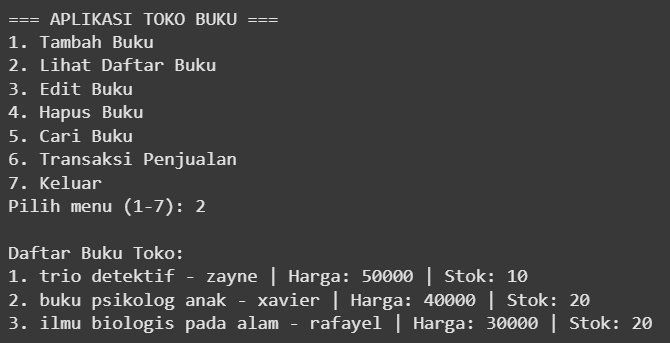 === APLIKASI TOKO BUKU ===
1. Tambah Buku
2. Lihat Daftar Buku
3. Edit Buku
4. Hapus Buku
5. Cari Buku
6. Transaksi Penjualan
7. Keluar
Pilih menu (1-7): 2
Daftar Buku Toko:
1. trio detektif - zayne | Harga: 50000 | Stok: 10
2. buku psikolog anak - xavier | Harga: 40000 | Stok: 20
3. ilmu biologis pada alam - rafayel | Harga: 30000 | Stok: 20